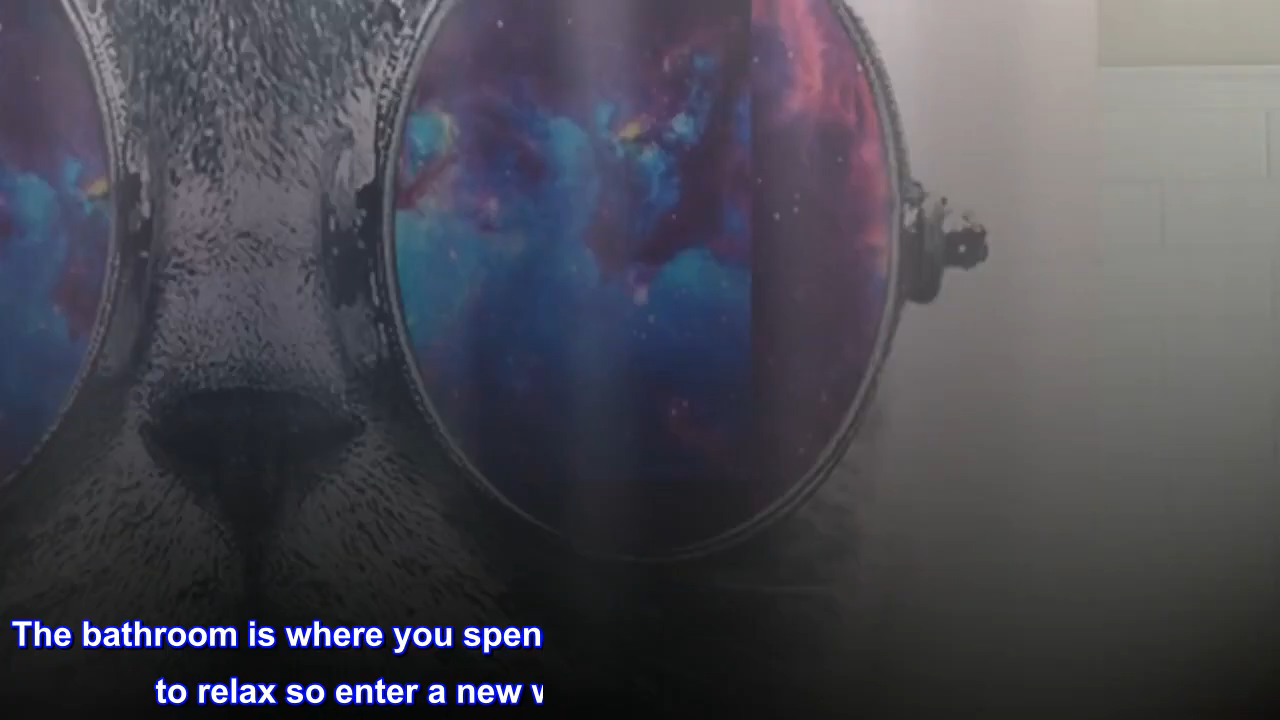 The bathroom is where you spen
to relax so enter a new